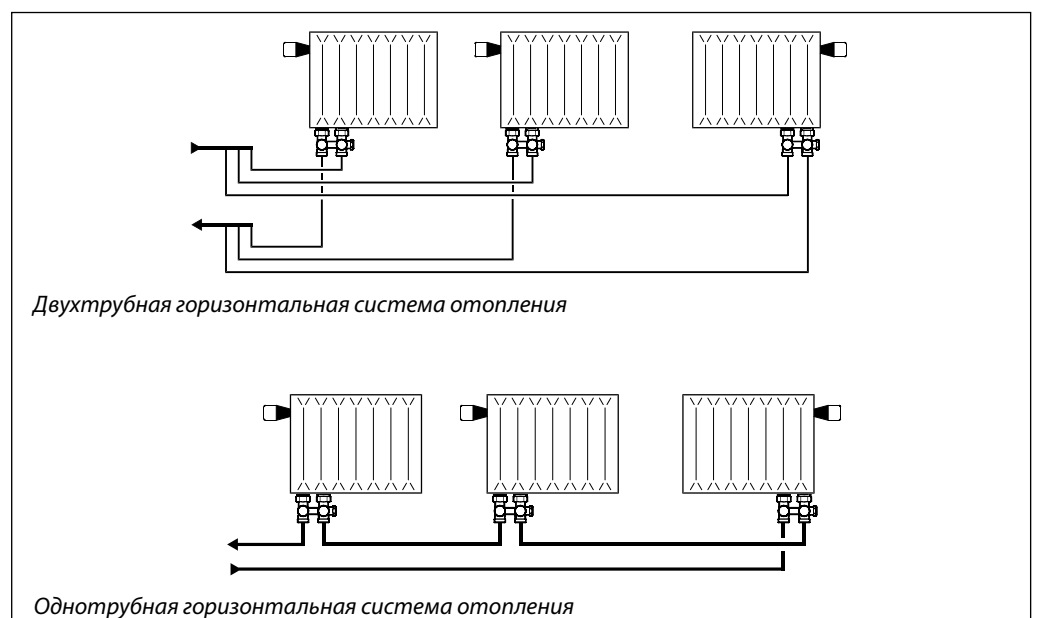 Двухтрубная горизонтальная система отопления
Однотрубная горизонтальная система отопления